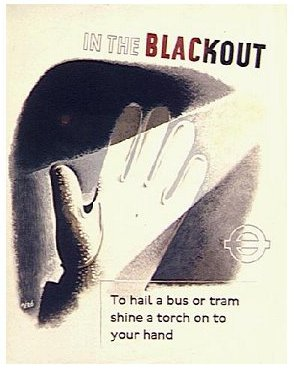 IN THE BLACKOUT
To hail a bus or tram
shine a torch on to
your hand